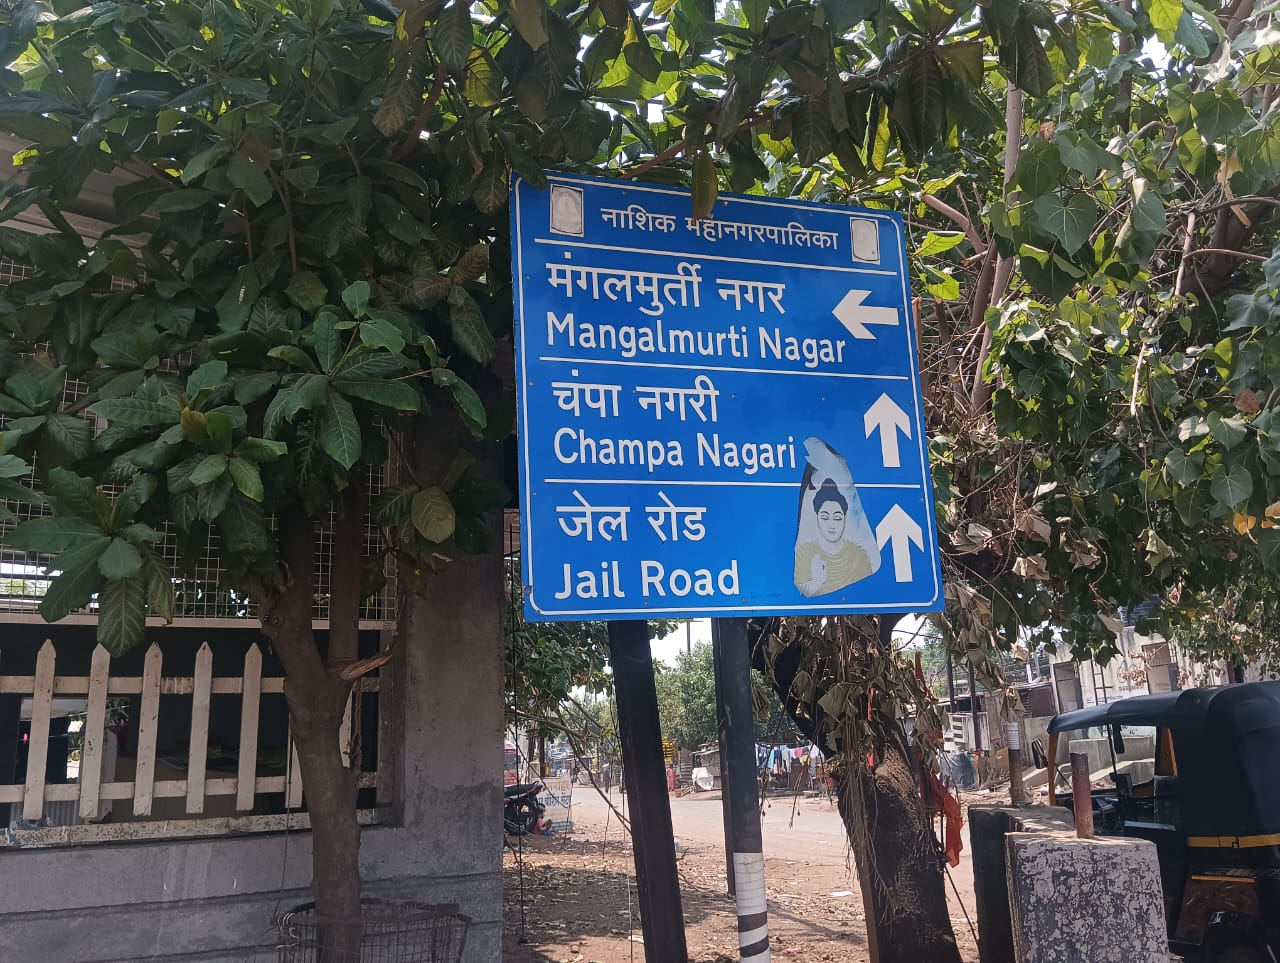 नाशिक महानगरपालिका
मंगलमुर्ती नगर
Mangalmurti Nagar
चंपा नगरी
Champa Nagari
जेल रोड
Jail Road